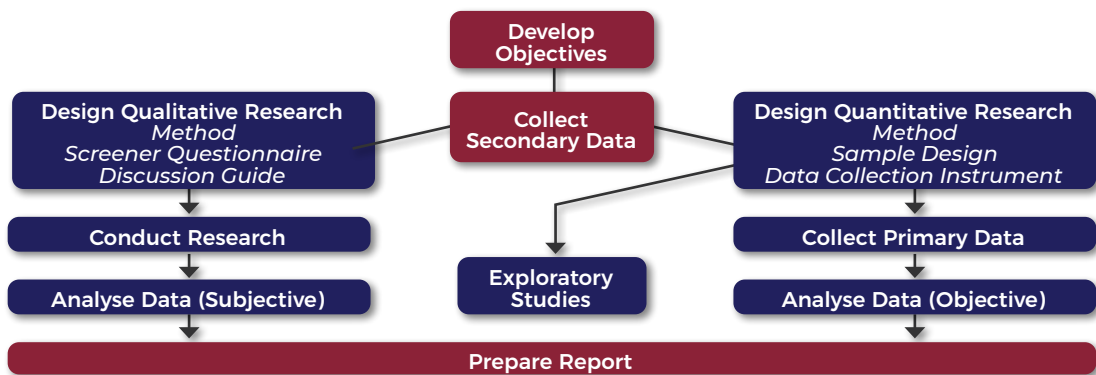 Develop
Objectives
Collect
Secondary Data
Design Qualitative Research
Method
Screener Questionnaire
Discussion Guide
Conduct Research
Analyse Data (Subjective)
Exploratory
Studies
Design Quantitative Research
Method
Sample Design
Data Collection Instrument
Collect Primary Data
Analyse Data (Objective)
Prepare Report